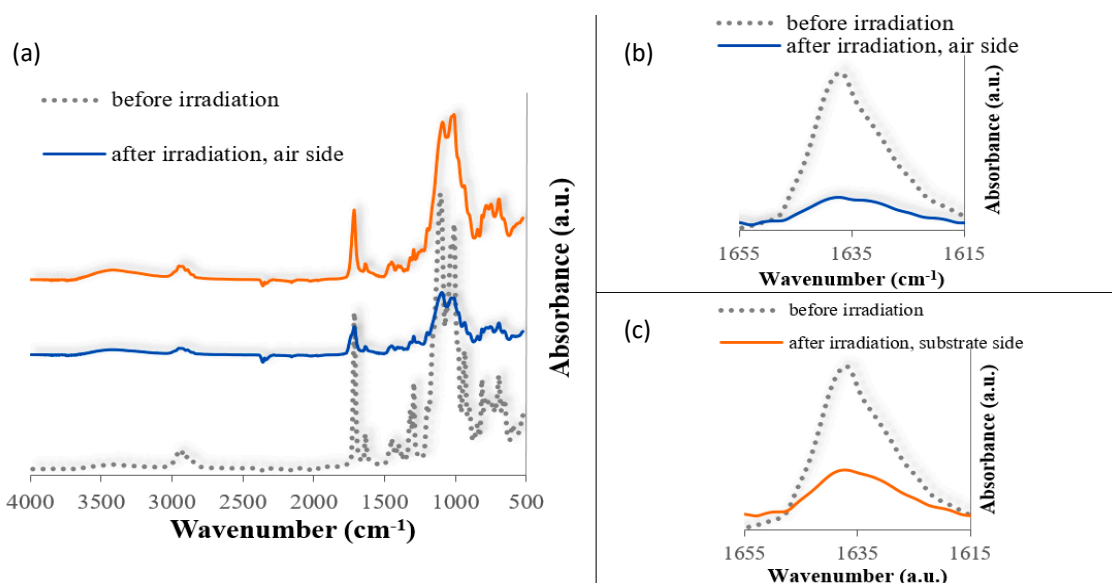 (a)
before irradiation
after irradiation, air side
Absorbance (a.u.)
4000 3500 3000 2500 2000 1500 1000 500
Wavenumber (cm-1)
(b)
before irradiation
after irradiation, air side
Absorbance (a.u.)
1655 1635 1615
Wavenumber (cm-1)
(c)
before irradiation
after irradiation, substrate side
Absorbance (a.u.)
1655 1635 1615
Wavenumber (a.u.)